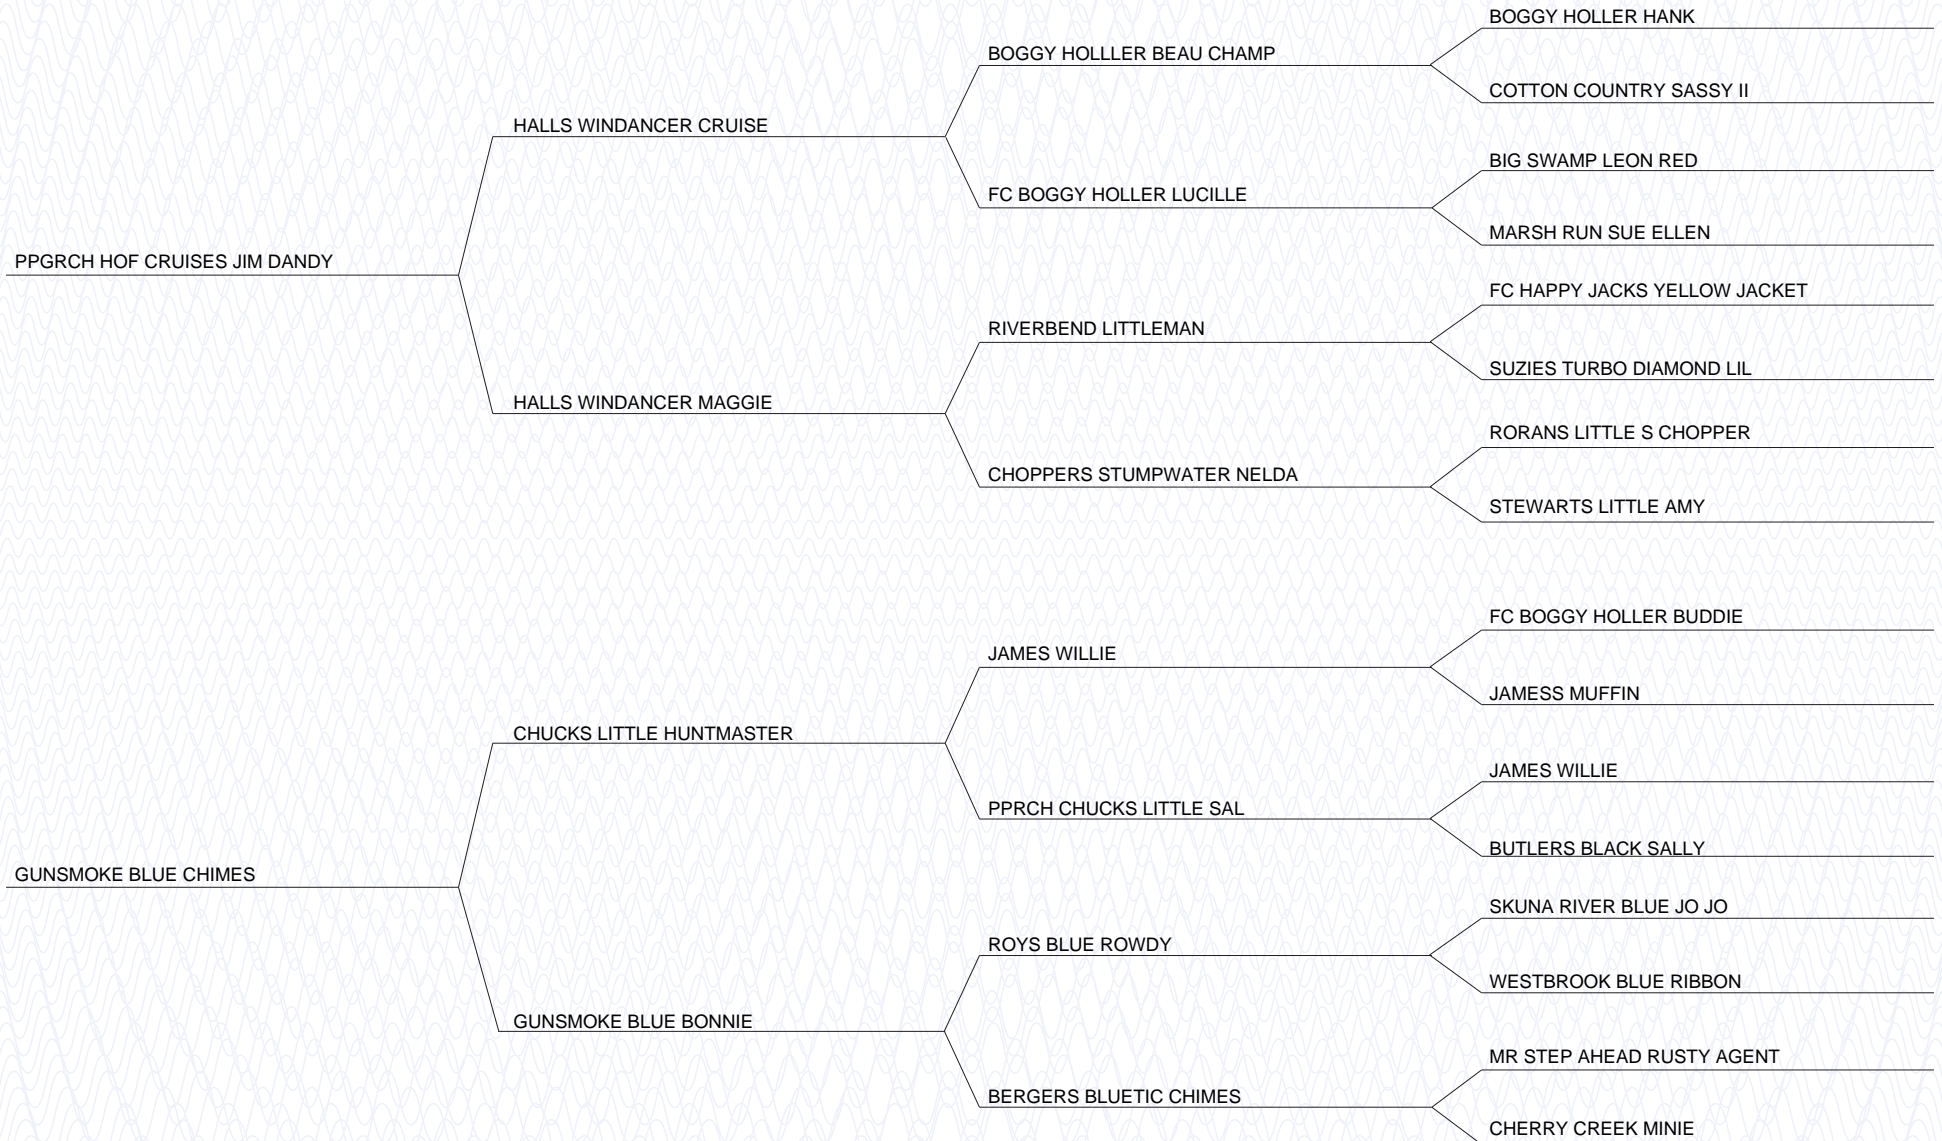 BOGGY HOLLER HANK
BOGGY HOLLLER BEAU CHAMP
COTTON COUNTRY SASSY II
HALLS WINDANCER CRUISE
BIG SWAMP LEON RED
FC BOGGY HOLLER LUCILLE
MARSH RUN SUE ELLEN
PPGRCH HOF CRUISES JIM DANDY
FC HAPPY JACKS YELLOW JACKET
RIVERBEND LITTLEMAN
SUZIES TURBO DIAMOND LIL
HALLS WINDANCER MAGGIE
RORANS LITTLE S CHOPPER
CHOPPERS STUMPWATER NELDA
STEWARTS LITTLE AMY
FC BOGGY HOLLER BUDDIE
JAMES WILLIE
JAMESS MUFFIN
CHUCKS LITTLE HUNTMASTER
JAMES WILLIE
PPRCH CHUCKS LITTLE SAL
BUTLERS BLACK SALLY
GUNSMOKE BLUE CHIMES
SKUNA RIVER BLUE JO JO
ROYS BLUE ROWDY
WESTBROOK BLUE RIBBON
GUNSMOKE BLUE BONNIE
MR STEP AHEAD RUSTY AGENT
BERGERS BLUETIC CHIMES
CHERRY CREEK MINIE